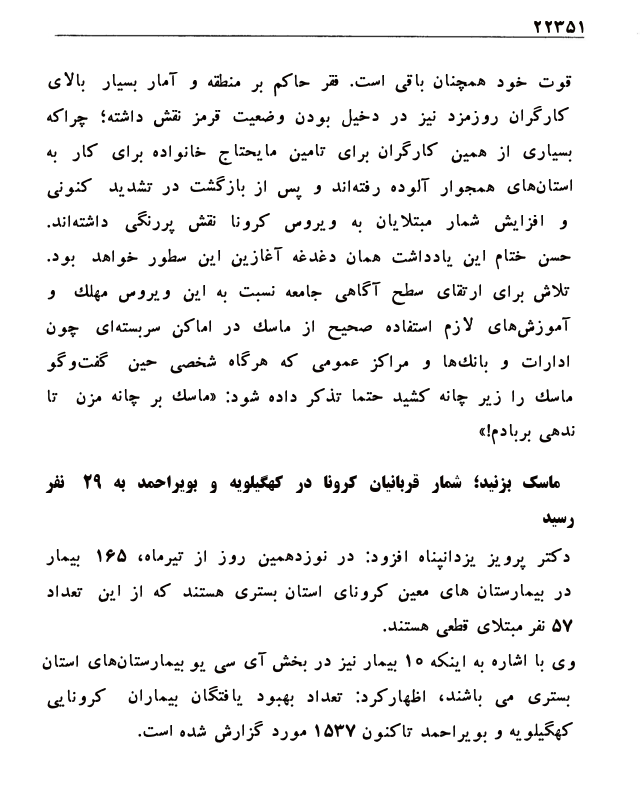 ۲۲۳۵۱
قوت خود همچنان باقی است. فقر حاکم بر منطقه و آمار بسیار بالای
کارگران روزمزد نیز در دخیل بودن وضعیت قرمز نقش داشته؛ چراکه
بسیاری از همین کارگران برای تامین مایحتاج خانواده برای کار به
استان‌های همجوار آلوده رفته‌اند و پس از بازگشت در تشدید کنونی
و افزایش شمار مبتلایان به ویروس کرونا نقش پررنگی داشته‌اند.
حسن ختام این یادداشت همان دغدغه آغازین این سطور خواهد بود.
تلاش برای ارتقای سطح آگاهی جامعه نسبت به این ویروس مهلك و
آموزش‌های لازم استفاده صحیح از ماسك در اماکن سربسته‌ای چون
ادارات و بانك‌ها و مراکز عمومی که هرگاه شخصی حین گفت‌وگو
ماسك را زیر چانه کشید حتما تذکر داده شود: «ماسك بر چانه مزن تا
ندهی بربادم!»
ماسک بزنید؛ شمار قربانیان کرونا در کهگیلویه و بویراحمد به ۲۹ نفر
رسید
دکتر پرویز یزدانپناه افزود: در نوزدهمین روز از تیرماه، ۱۶۵ بیمار
در بیمارستان های معین کرونای استان بستری هستند که از این تعداد
۵۷ نفر مبتلای قطعی هستند.
وی با اشاره به اینکه ۱۰ بیمار نیز در بخش آی سی یو بیمارستان‌های استان
بستری می باشند، اظهارکرد: تعداد بهبود یافتگان بیماران کرونایی
کهگیلویه و بویراحمد تاکنون ۱۵۳۷ مورد گزارش شده است.